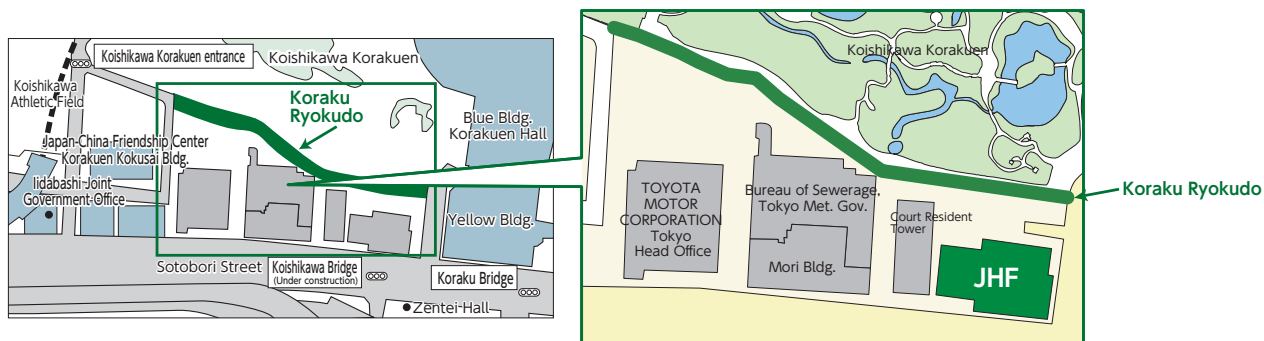 Koishikawa Korakuen entrance
Koishikawa Korakuen
Koishikawa
Athletic Field
Koraku
Ryokudo
Blue Bldg.
Korakuen Hall
Japan-China Friendship Center
Korakuen Kokusai Bldg.
Iidabashi Joint
Government Office
Yellow Bldg.
Sotobori Street
Koishikawa Bridge
(Under construction)
Koraku Bridge
Zentei-Hall
Koishikawa Korakuen
TOYOTA
MOTOR
CORPORATION
Tokyo
Head Office
Bureau of Sewerage,
Tokyo Met. Gov.
Mori Bldg.
Court Resident
Tower
JHF
Koraku Ryokudo